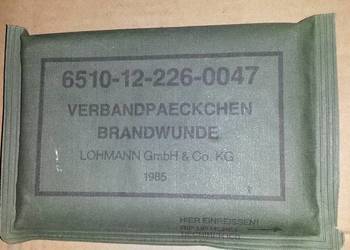 6510-12-226-0047
VERBANDPAECKCHEN
BRANDWUNDE
LOHMANN GmbH & Co. KG
1985
HIER EINREISSEN!